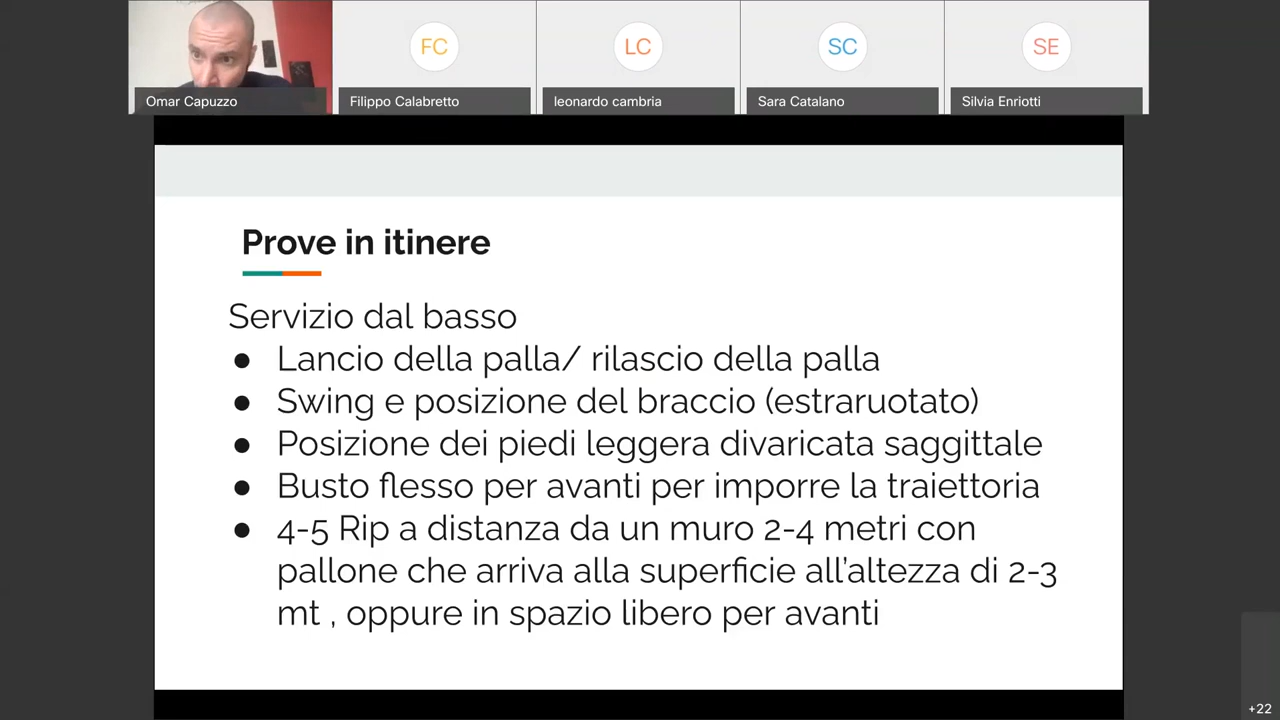 FC
LC
SC
SE
Omar Capuzzo
Filippo Calabretto
leonardo cambria
Sara Catalano
Silvia Enriotti
Prove in itinere
Servizio dal basso
● Lancio della palla/ rilascio della palla
● Swing e posizione del braccio (estraruotato)
● Posizione dei piedi leggera divaricata saggittale
● Busto flesso per avanti per imporre la traiettoria
● 4-5 Rip a distanza da un muro 2-4 metri con
pallone che arriva alla superficie all'altezza di 2-3
mt , oppure in spazio libero per avanti
+22